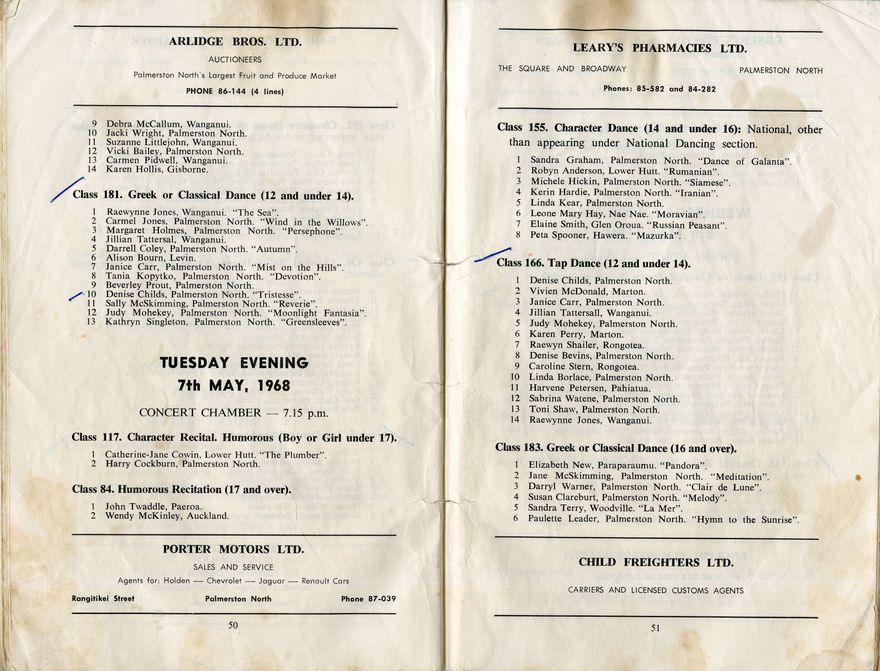 ARLIDGE BROS. LTD.
AUCTIONEERS
Palmerston North's Largest Fruit and Produce Market
PHONE 86-144 (4 lines)
9 Debra McCallum, Wanganui.
10 Jacki Wright, Palmerston North.
11 Suzanne Littlejohn, Wanganui.
12 Vicki Bailey, Palmerston North.
13 Carmen Pidwell, Wanganui.
14 Karen Hollis, Gisborne.
Class 181. Greek or Classical Dance (12 and under 14).
1 Raewynne Jones, Wanganui. "The Sea".
2 Carmel Jones, Palmerston North. "Wind in the Willows".
3 Margaret Holmes, Palmerston North. "Persephone".
4 Jillian Tattersal, Wanganui.
5 Darrell Coley, Palmerston North. "Autumn".
6 Alison Bourn, Levin.
7 Janice Carr, Palmerston North. "Mist on the Hills".
8 Tania Kopytko, Palmerston North. "Devotion".
9 Beverley Prout, Palmerston North.
10 Denise Childs, Palmerston North. "Tristesse".
11 Sally McSkimming, Palmerston North. "Reverie".
12 Judy Mohekey, Palmerston North. "Moonlight Fantasia".
13 Kathryn Singleton, Palmerston North. "Greensleeves".
TUESDAY EVENING
7th MAY, 1968
CONCERT CHAMBER — 7.15 p.m.
Class 117. Character Recital. Humorous (Boy or Girl under 17).
1 Catherine-Jane Cowin, Lower Hutt. "The Plumber".
2 Harry Cockburn, Palmerston North.
Class 84. Humorous Recitation (17 and over).
1 John Twaddle, Paeroa.
2 Wendy McKinley, Auckland.
PORTER MOTORS LTD.
SALES AND SERVICE
Agents for: Holden — Chevrolet — Jaguar — Renault Cars
Rangitikei Street Palmerston North Phone 87-039
50
LEARY'S PHARMACIES LTD.
THE SQUARE AND BROADWAY PALMERSTON NORTH
Phones: 85-582 and 84-282
Class 155. Character Dance (14 and under 16): National, other
than appearing under National Dancing section.
1 Sandra Graham, Palmerston North. "Dance of Galanta".
2 Robyn Anderson, Lower Hutt. "Rumanian".
3 Michele Hickin, Palmerston North. "Siamese".
4 Kerin Hardie, Palmerston North. "Iranian".
5 Linda Kear, Palmerston North.
6 Leone Mary Hay, Nae Nae. "Moravian".
7 Elaine Smith, Glen Oroua. "Russian Peasant".
8 Peta Spooner, Hawera. "Mazurka".
Class 166. Tap Dance (12 and under 14).
1 Denise Childs, Palmerston North.
2 Vivien McDonald, Marton.
3 Janice Carr, Palmerston North.
4 Jillian Tattersall, Wanganui.
5 Judy Mohekey, Palmerston North.
6 Karen Perry, Marton.
7 Raewyn Shailer, Rongotea.
8 Denise Bevins, Palmerston North.
9 Caroline Stern, Rongotea.
10 Linda Borlace, Palmerston North.
11 Harvene Petersen, Pahiatua.
12 Sabrina Watene, Palmerston North.
13 Toni Shaw, Palmerston North.
14 Raewynne Jones, Wanganui.
Class 183. Greek or Classical Dance (16 and over).
1 Elizabeth New, Paraparaumu. "Pandora".
2 Jane McSkimming, Palmerston North. "Meditation".
3 Darryl Warner, Palmerston North. "Clair de Lune".
4 Susan Clareburt, Palmerston North. "Melody".
5 Sandra Terry, Woodville. "La Mer".
6 Paulette Leader, Palmerston North. "Hymn to the Sunrise".
CHILD FREIGHTERS LTD.
CARRIERS AND LICENSED CUSTOMS AGENTS
51